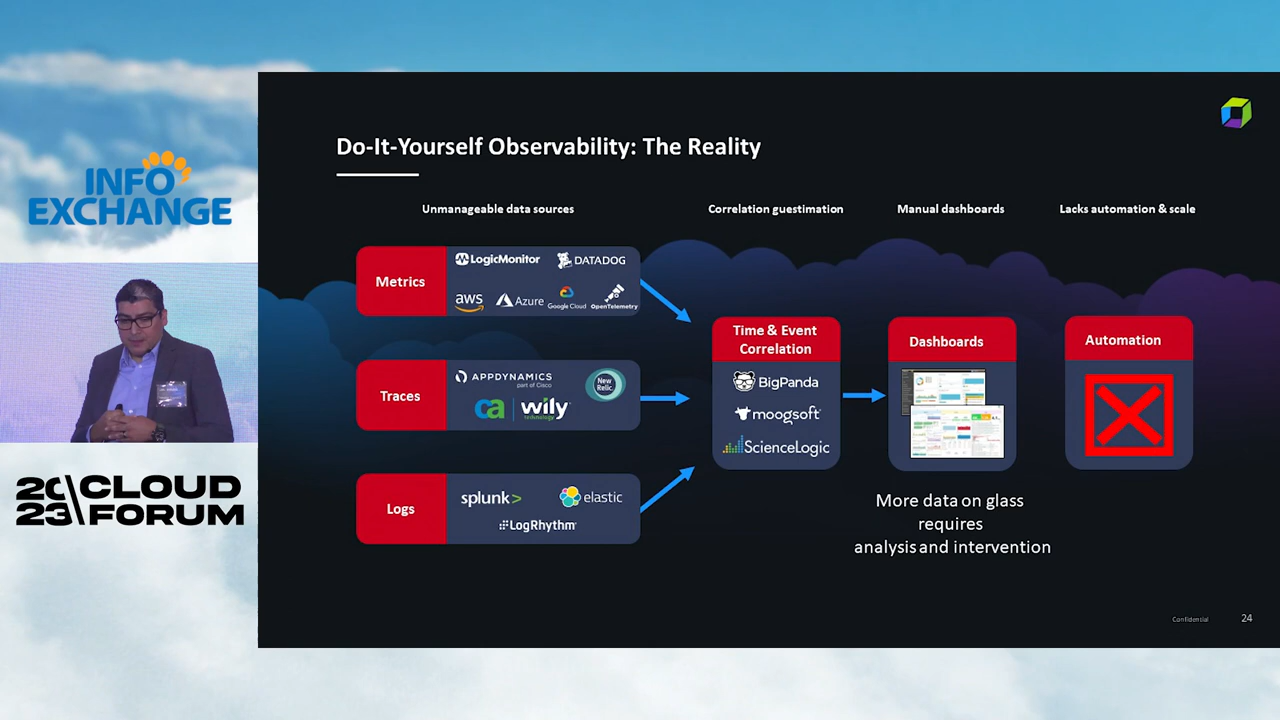 INFO
EXCHANGE
20\CLOUD
23\FORUM
Do-It-Yourself Observability: The Reality
Unmanageable data sources
Correlation guestimation
Manual dashboards
Lacks automation & scale
Metrics
LogicMonitor
DATADOG
aws
Azure
Google Cloud
OpenTelemetry
Traces
APPDYNAMICS
part of Cisco
New
Relic
ca
wily
technology
Logs
splunk>
elastic
LogRhythm
Time & Event
Correlation
BigPanda
moogsoft
ScienceLogic
Dashboards
Automation
More data on glass
requires
analysis and intervention
Confidential
24